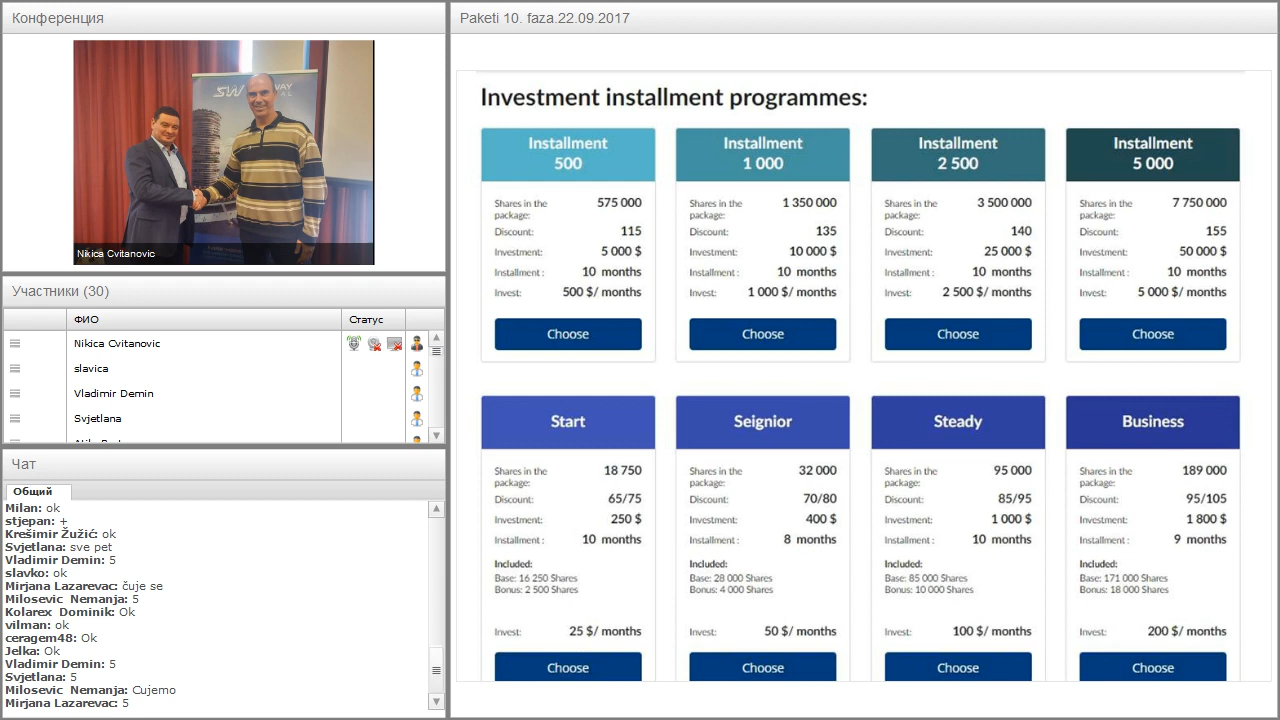 Конференция
SW
WAY
AL
Nikica Cvitanovic
Участники (30)
ФИО
Статус
Nikica Cvitanovic
slavica
Vladimir Demin
Svjetlana
Чат
Общий
Milan: ok
stjepan: +
Krešimir Žužić: ok
Svjetlana: sve pet
Vladimir Demin: 5
slavko: ok
Mirjana Lazarevac: čuje se
Milosevic Nemanja: 5
Kolarex Dominik: Ok
vilman: ok
ceragem48: Ok
Jelka: Ok
Vladimir Demin: 5
Svjetlana: 5
Milosevic Nemanja: Cujemo
Mirjana Lazarevac: 5
Paketi 10. faza.22.09.2017
Investment installment programmes:
Installment
500
Shares in the
package:
575 000
Discount: 115
Investment: 5 000 $
Installment : 10 months
Invest: 500 $/ months
Choose
Installment
1 000
Shares in the
package:
1 350 000
Discount: 135
Investment: 10 000 $
Installment : 10 months
Invest: 1 000 $/ months
Choose
Installment
2 500
Shares in the
package:
3 500 000
Discount: 140
Investment: 25 000 $
Installment : 10 months
Invest: 2 500 $/ months
Choose
Installment
5 000
Shares in the
package:
7 750 000
Discount: 155
Investment: 50 000 $
Installment : 10 months
Invest: 5 000 $/ months
Choose
Start
Shares in the
package:
18 750
Discount: 65/75
Investment: 250 $
Installment : 10 months
Included:
Base: 16 250 Shares
Bonus: 2 500 Shares
Invest: 25 $/ months
Choose
Seignior
Shares in the
package:
32 000
Discount: 70/80
Investment: 400 $
Installment : 8 months
Included:
Base: 28 000 Shares
Bonus: 4 000 Shares
Invest: 50 $/ months
Choose
Steady
Shares in the
package:
95 000
Discount: 85/95
Investment: 1 000 $
Installment : 10 months
Included:
Base: 85 000 Shares
Bonus: 10 000 Shares
Invest: 100 $/ months
Choose
Business
Shares in the
package:
189 000
Discount: 95/105
Investment: 1 800 $
Installment : 9 months
Included:
Base: 171 000 Shares
Bonus: 18 000 Shares
Invest: 200 $/ months
Choose